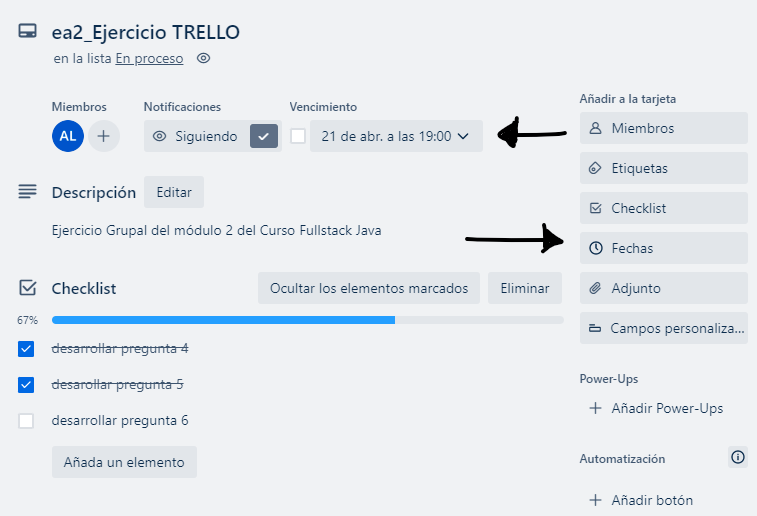 ea2_Ejercicio TRELLO
en la lista En proceso
Miembros
Notificaciones
Vencimiento
AL
Siguiendo
21 de abr. a las 19:00
Descripción
Editar
Ejercicio Grupal del módulo 2 del Curso Fullstack Java
Checklist
Ocultar los elementos marcados
Eliminar
67%
desarrollar pregunta 4
desarollar pregunta 5
desarrollar pregunta 6
Añada un elemento
Añadir a la tarjeta
Miembros
Etiquetas
Checklist
Fechas
Adjunto
Campos personaliza...
Power-Ups
Añadir Power-Ups
Automatización
Añadir botón